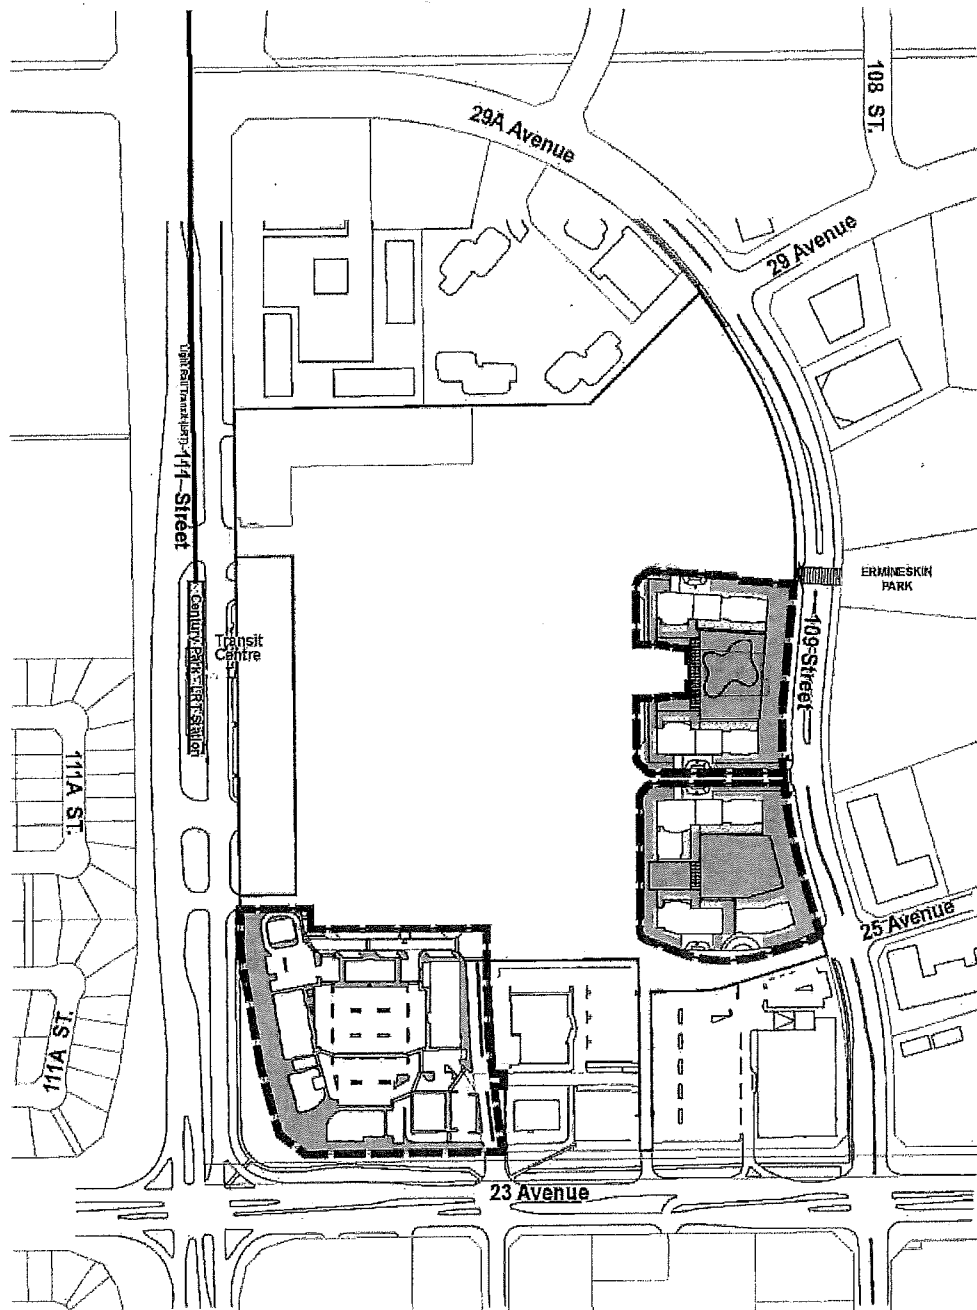 108 ST.
29A Avenue
29 Avenue
Light Rail Transit (LRT)
111 Street
ERMINESKIN
PARK
Transit
Centre
Century Park LRT Station
109 Street
111A ST.
25 Avenue
111A ST.
23 Avenue